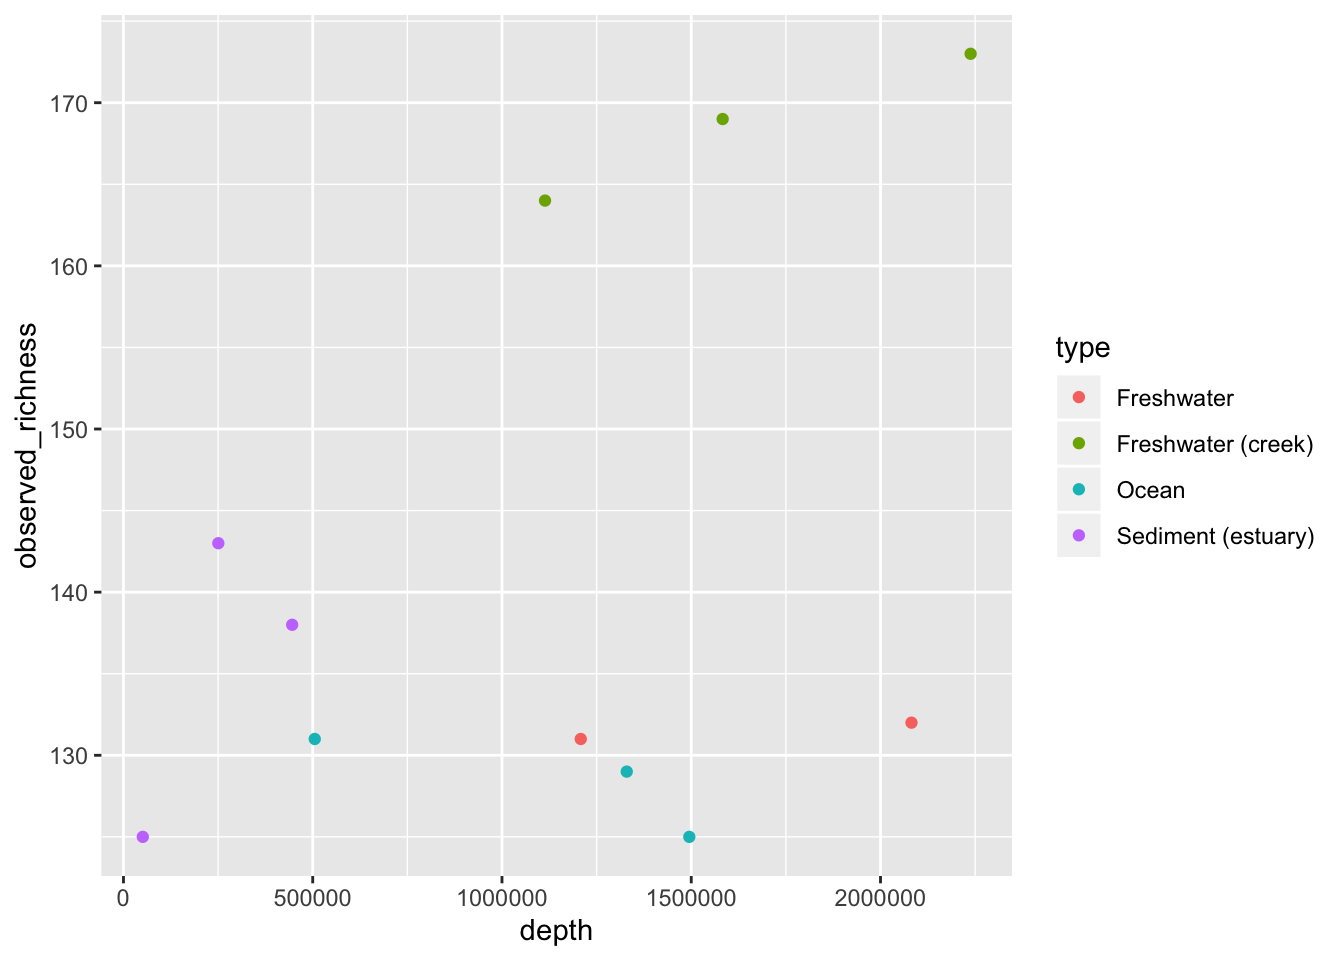 170
160
150
140
130
observed_richness
0 500000 1000000 1500000 2000000
depth
type
Freshwater
Freshwater (creek)
Ocean
Sediment (estuary)